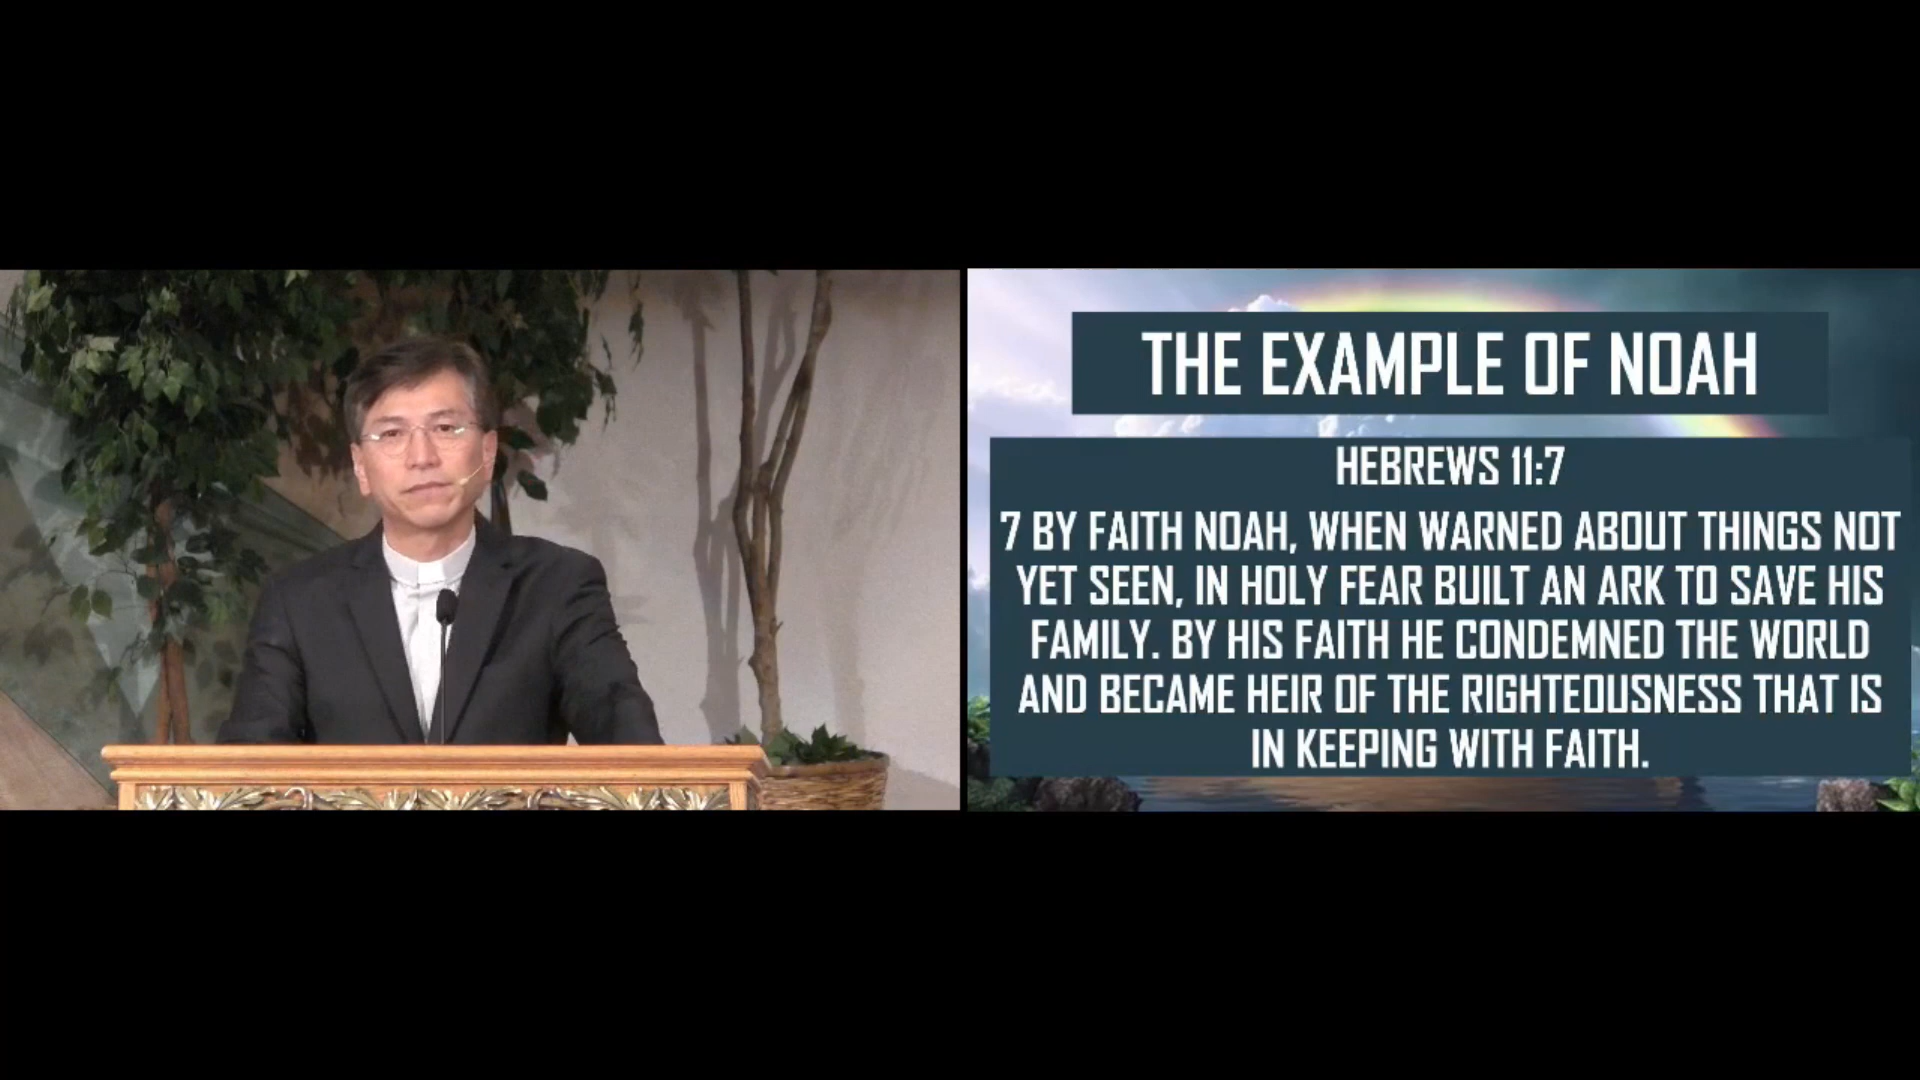 THE EXAMPLE OF NOAH
HEBREWS 11:7
7 BY FAITH NOAH, WHEN WARNED ABOUT THINGS NOT
YET SEEN, IN HOLY FEAR BUILT AN ARK TO SAVE HIS
FAMILY. BY HIS FAITH HE CONDEMNED THE WORLD
AND BECAME HEIR OF THE RIGHTEOUSNESS THAT IS
IN KEEPING WITH FAITH.